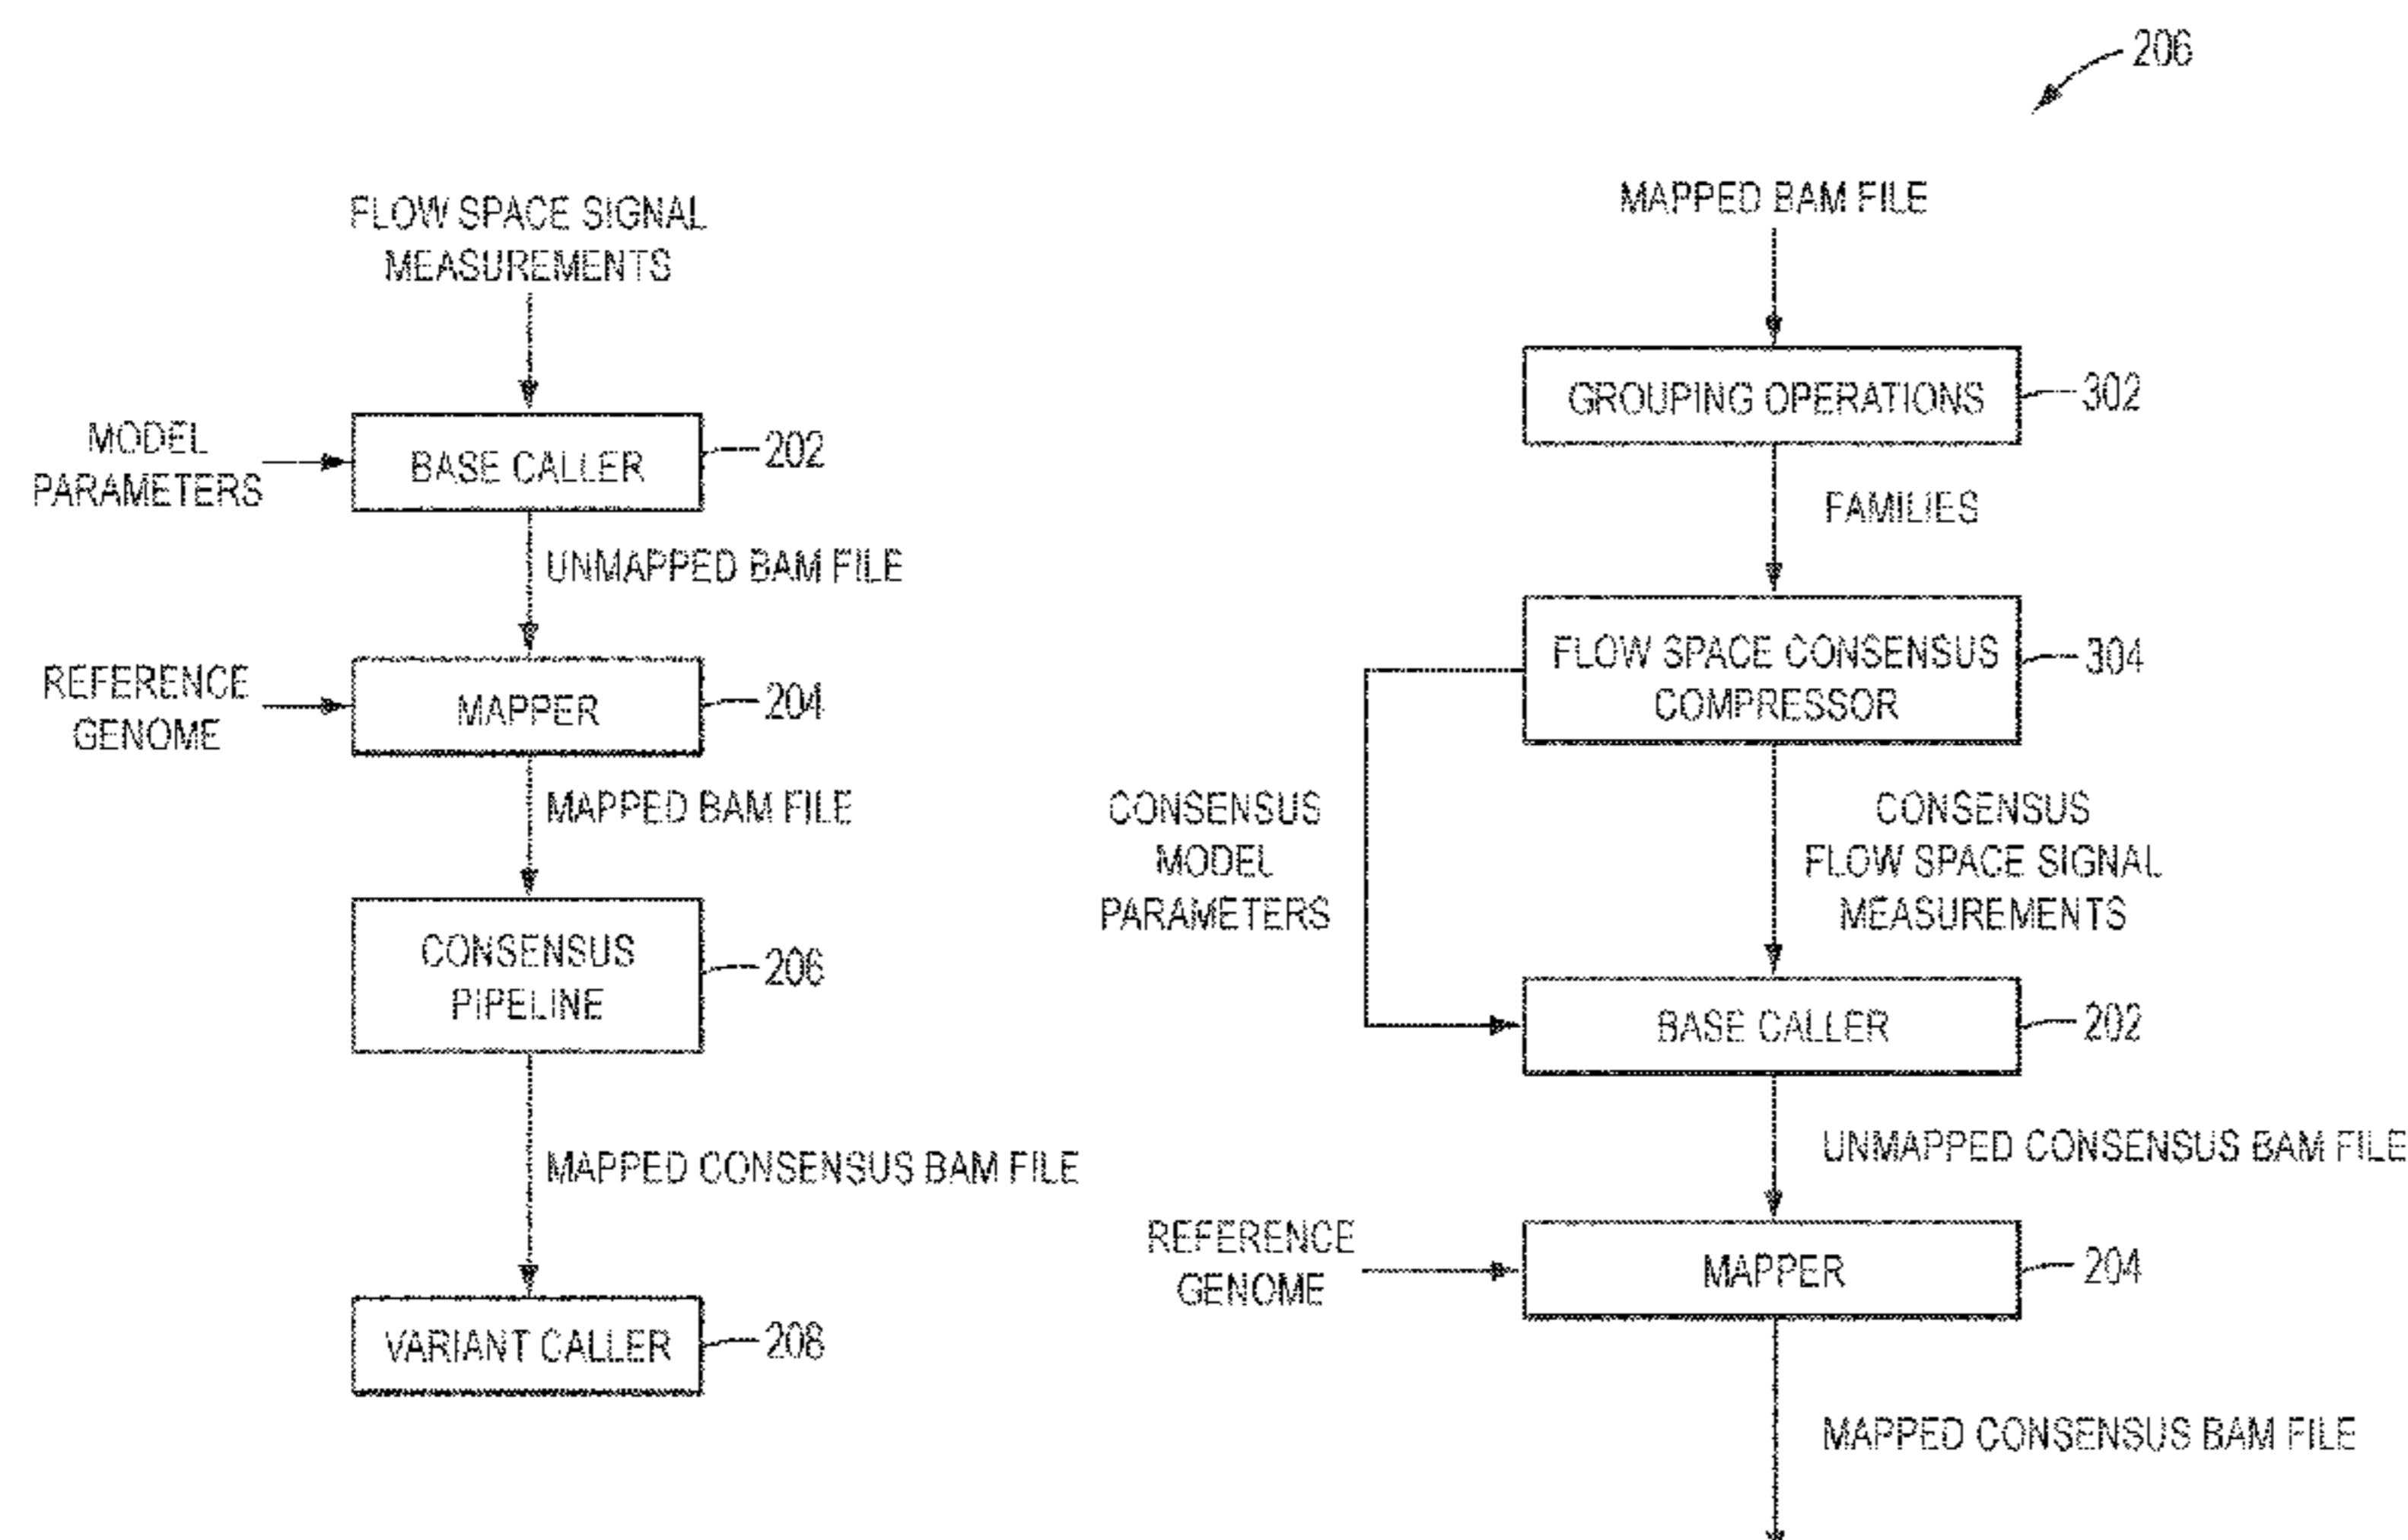 FLOW SPACE SIGNAL
MEASUREMENTS
MODEL
PARAMETERS
BASE CALLER
202
UNMAPPED BAM FILE
REFERENCE
GENOME
MAPPER
204
MAPPED BAM FILE
CONSENSUS
PIPELINE
206
MAPPED CONSENSUS BAM FILE
VARIANT CALLER
208
206
MAPPED BAM FILE
GROUPING OPERATIONS
302
FAMILIES
FLOW SPACE CONSENSUS
COMPRESSOR
304
CONSENSUS
MODEL
PARAMETERS
CONSENSUS
FLOW SPACE SIGNAL
MEASUREMENTS
BASE CALLER
202
UNMAPPED CONSENSUS BAM FILE
REFERENCE
GENOME
MAPPER
204
MAPPED CONSENSUS BAM FILE